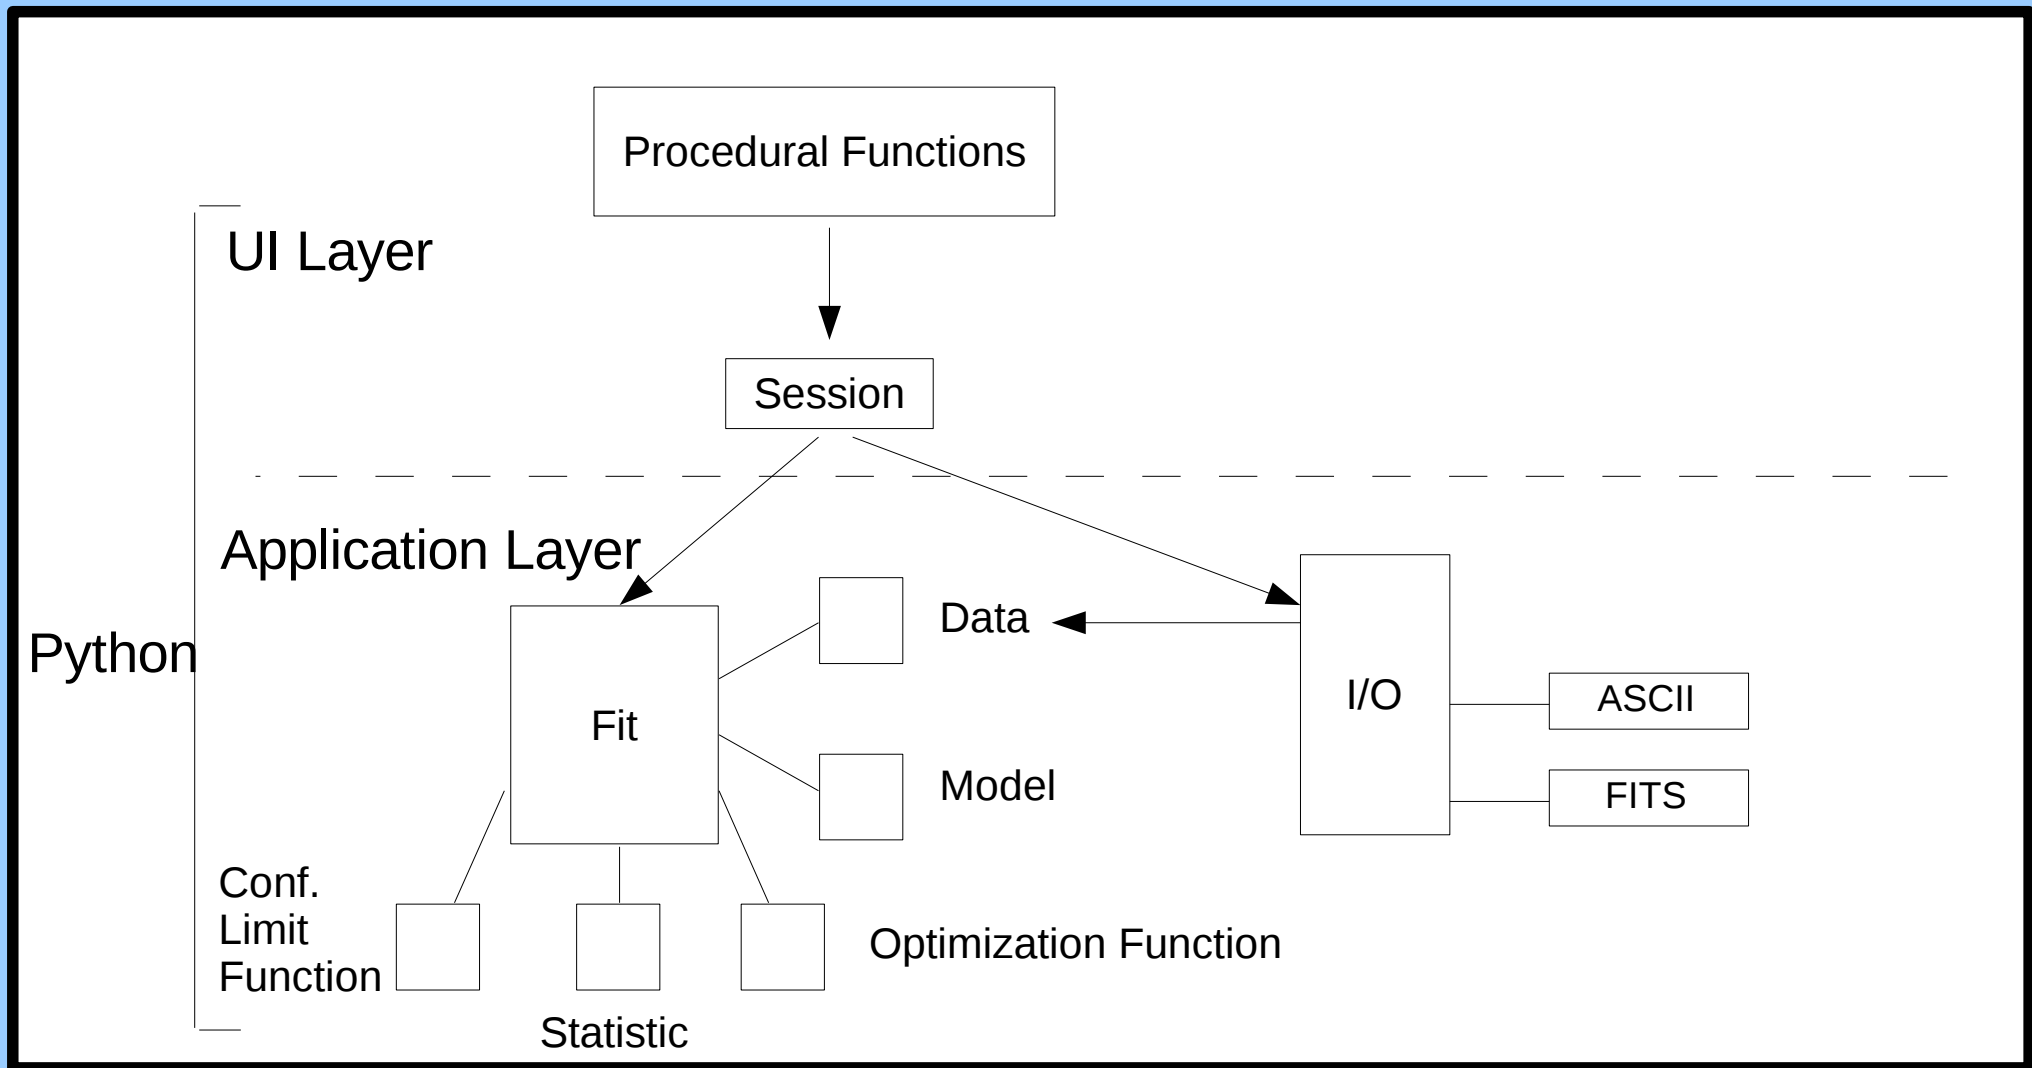 Procedural Functions
UI Layer
Session
Application Layer
Data
Python
I/O
ASCII
Fit
Model
FITS
Conf.
Limit
Function
Optimization Function
Statistic